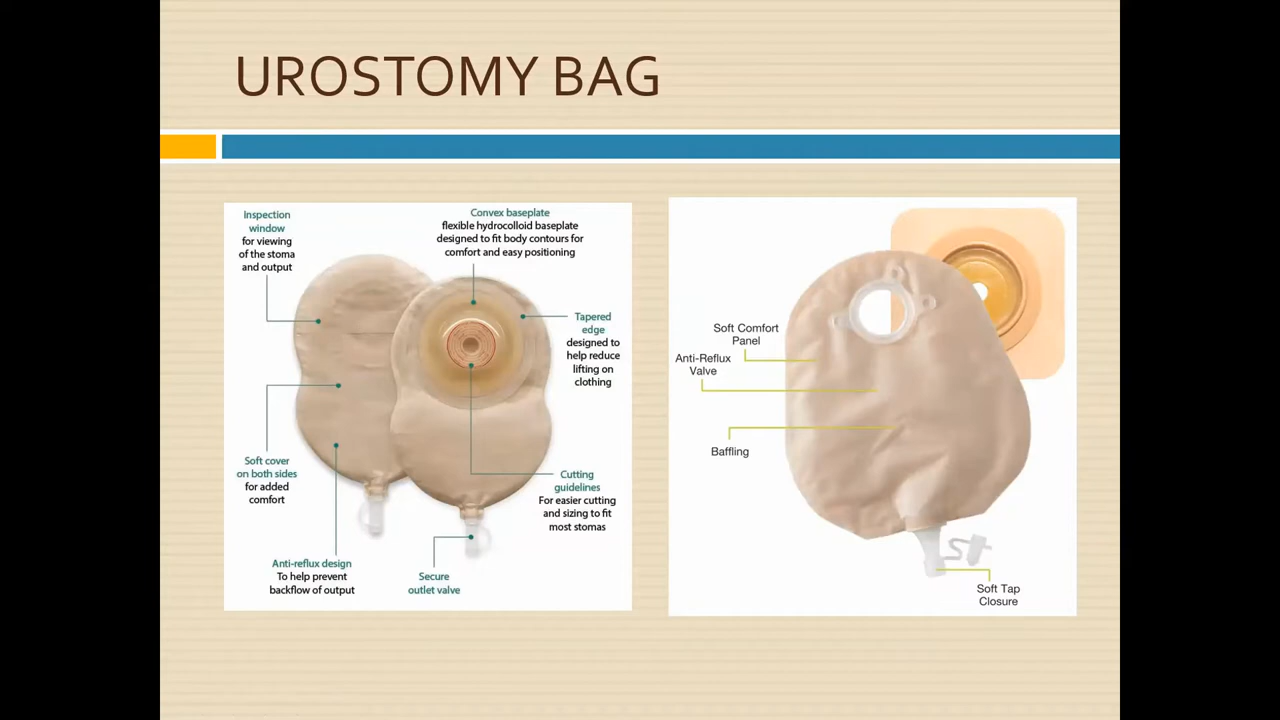 UROSTOMY BAG
Inspection
window
for viewing
of the stoma
and output
Convex baseplate
flexible hydrocolloid baseplate
designed to fit body contours for
comfort and easy positioning
Tapered
edge
designed to
help reduce
lifting on
clothing
Soft cover
on both sides
for added
comfort
Cutting
guidelines
For easier cutting
and sizing to fit
most stomas
Anti-reflux design
To help prevent
backflow of output
Secure
outlet valve
Soft Comfort
Panel
Anti-Reflux
Valve
Baffling
Soft Tap
Closure